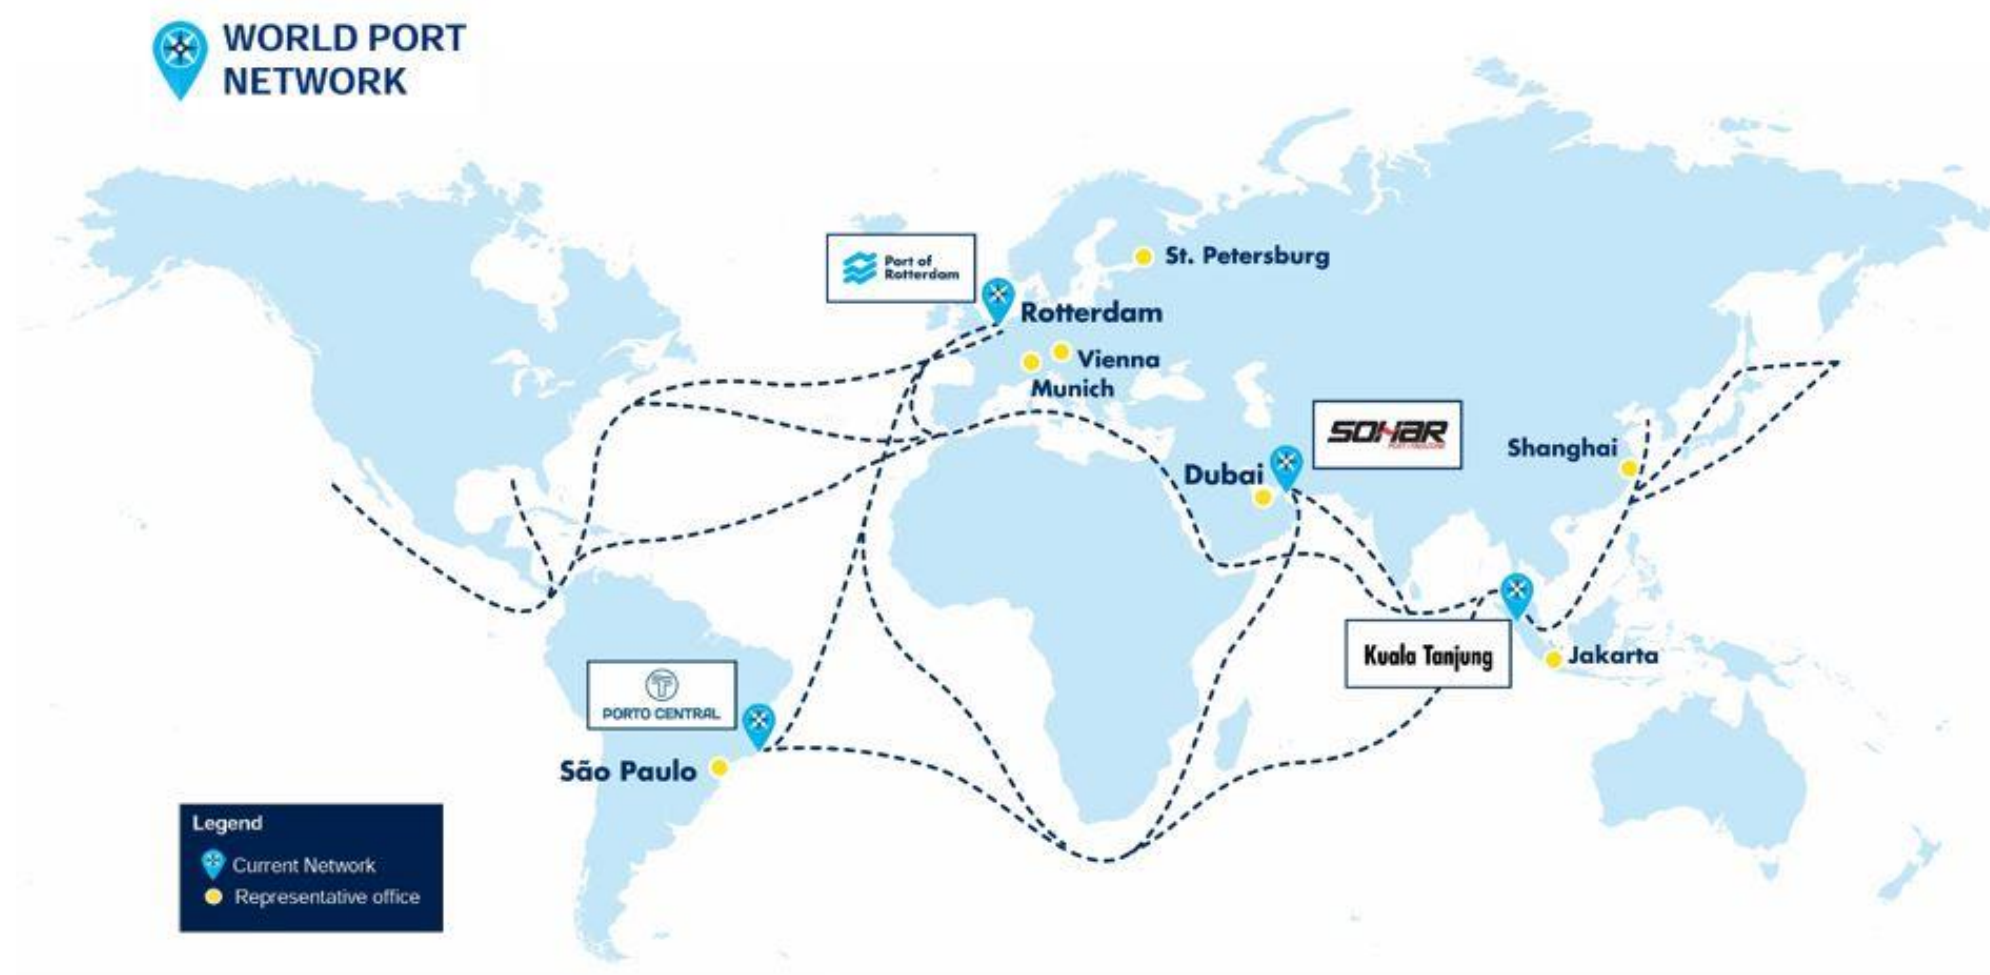 WORLD PORT
NETWORK
Port of
Rotterdam
St. Petersburg
Rotterdam
Vienna
Munich
SOHAR
Dubai
Shanghai
Kuala Tanjung
Jakarta
PORTO CENTRAL
São Paulo
Legend
Current Network
Representative office